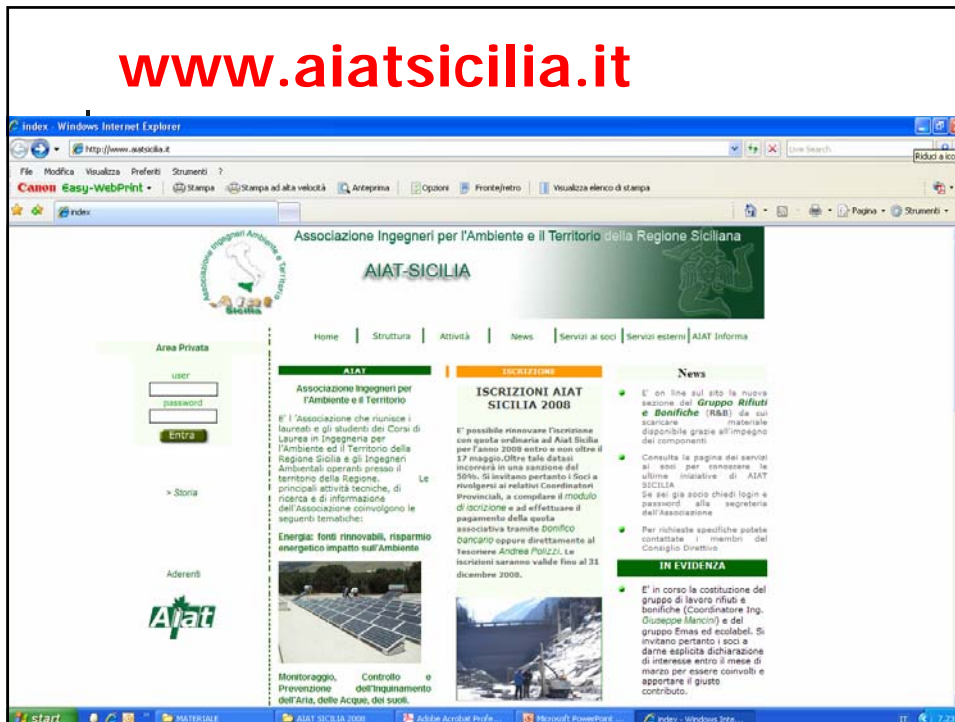 www.aiatsicilia.it
index - Windows Internet Explorer
http://www.aiatsicilia.it
Live Search
Riduci a ico
File Modifica Visualizza Preferiti Strumenti ?
Canon Easy-WebPrint Stampa Stampa ad alta velocità Anteprima Opzioni Fronte/retro Visualizza elenco di stampa
index
Pagina Strumenti
Associazione Ingegneri Ambiente e Territorio
Sicilia
Associazione Ingegneri per l'Ambiente e il Territorio della Regione Siciliana
AIAT-SICILIA
Home Struttura Attività News Servizi ai soci Servizi esterni AIAT Informa
Area Privata
user
password
Entra
> Storia
Aderenti
Aiat
AIAT
Associazione Ingegneri per
l'Ambiente e il Territorio
E' l 'Associazione che riunisce i
laureati e gli studenti dei Corsi di
Laurea in Ingegneria per
l'Ambiente ed il Territorio della
Regione Sicilia e gli Ingegneri
Ambientali operanti presso il
territorio della Regione. Le
principali attività tecniche, di
ricerca e di informazione
dell'Associazione coinvolgono le
seguenti tematiche:
Energia: fonti rinnovabili, risparmio
energetico impatto sull'Ambiente
Monitoraggio, Controllo e
Prevenzione dell'Inquinamento
dell'Aria, delle Acque, dei suoli.
ISCRIZIONE
ISCRIZIONI AIAT
SICILIA 2008
E' possibile rinnovare l'iscrizione
con quota ordinaria ad Aiat Sicilia
per l'anno 2008 entro e non oltre il
17 maggio.Oltre tale datasi
incorrerà in una sanzione del
50%. Si invitano pertanto i Soci a
rivolgersi ai relativi Coordinatori
Provinciali, a compilare il modulo
di iscrizione e ad effettuare il
pagamento della quota
associativa tramite bonifico
bancario oppure direttamente al
Tesoriere Andrea Polizzi. Le
iscrizioni saranno valide fino al 31
dicembre 2008.
News
E' on line sul sito la nuova
sezione del Gruppo Rifiuti
e Bonifiche (R&B) da cui
scaricare materiale
disponibile grazie all'impegno
dei componenti
Consulta la pagina dei servizi
ai soci per conoscere le
ultime iniziative di AIAT
SICILIA
Se sei gia socio chiedi login e
password alla segreteria
dell'Associazione
Per richieste specifiche potete
contattate i membri del
Consiglio Direttivo
IN EVIDENZA
E' in corso la costituzione del
gruppo di lavoro rifiuti e
bonifiche (Coordinatore Ing.
Giuseppe Mancini) e del
gruppo Emas ed ecolabel. Si
invitano pertanto i soci a
darne esplicita dichiarazione
di interesse entro il mese di
marzo per essere coinvolti e
apportare il giusto
contributo.
start MATERIALE AIAT SICILIA 2008 Adobe Acrobat Profe... Microsoft PowerPoint ... index - Windows Inte... IT